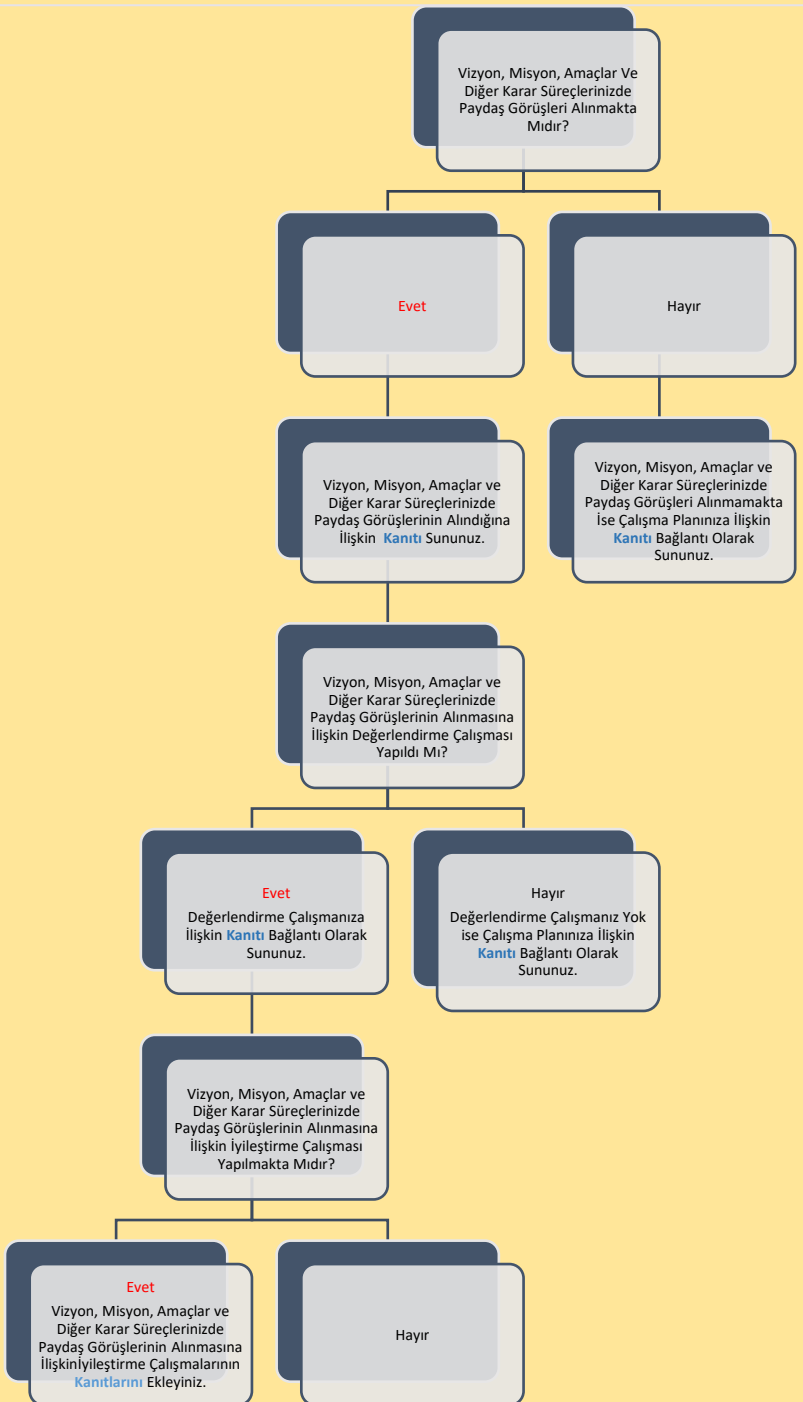 Vizyon, Misyon, Amaçlar Ve
Diğer Karar Süreçlerinizde
Paydaş Görüşleri Alınmakta
Mıdır?
Evet
Hayır
Vizyon, Misyon, Amaçlar ve
Diğer Karar Süreçlerinizde
Paydaş Görüşlerinin Alındığına
İlişkin Kanıtı Sununuz.
Vizyon, Misyon, Amaçlar ve
Diğer Karar Süreçlerinizde
Paydaş Görüşleri Alınmamakta
İse Çalışma Planınıza İlişkin
Kanıtı Bağlantı Olarak
Sununuz.
Vizyon, Misyon, Amaçlar ve
Diğer Karar Süreçlerinizde
Paydaş Görüşlerinin Alınmasına
İlişkin Değerlendirme Çalışması
Yapıldı Mı?
Evet
Değerlendirme Çalışmanıza
İlişkin Kanıtı Bağlantı Olarak
Sununuz.
Hayır
Değerlendirme Çalışmanız Yok
ise Çalışma Planınıza İlişkin
Kanıtı Bağlantı Olarak
Sununuz.
Vizyon, Misyon, Amaçlar ve
Diğer Karar Süreçlerinizde
Paydaş Görüşlerinin Alınmasına
İlişkin İyileştirme Çalışması
Yapılmakta Mıdır?
Evet
Vizyon, Misyon, Amaçlar ve
Diğer Karar Süreçlerinizde
Paydaş Görüşlerinin Alınmasına
İlişkinİyileştirme Çalışmalarının
Kanıtlarını Ekleyiniz.
Hayır